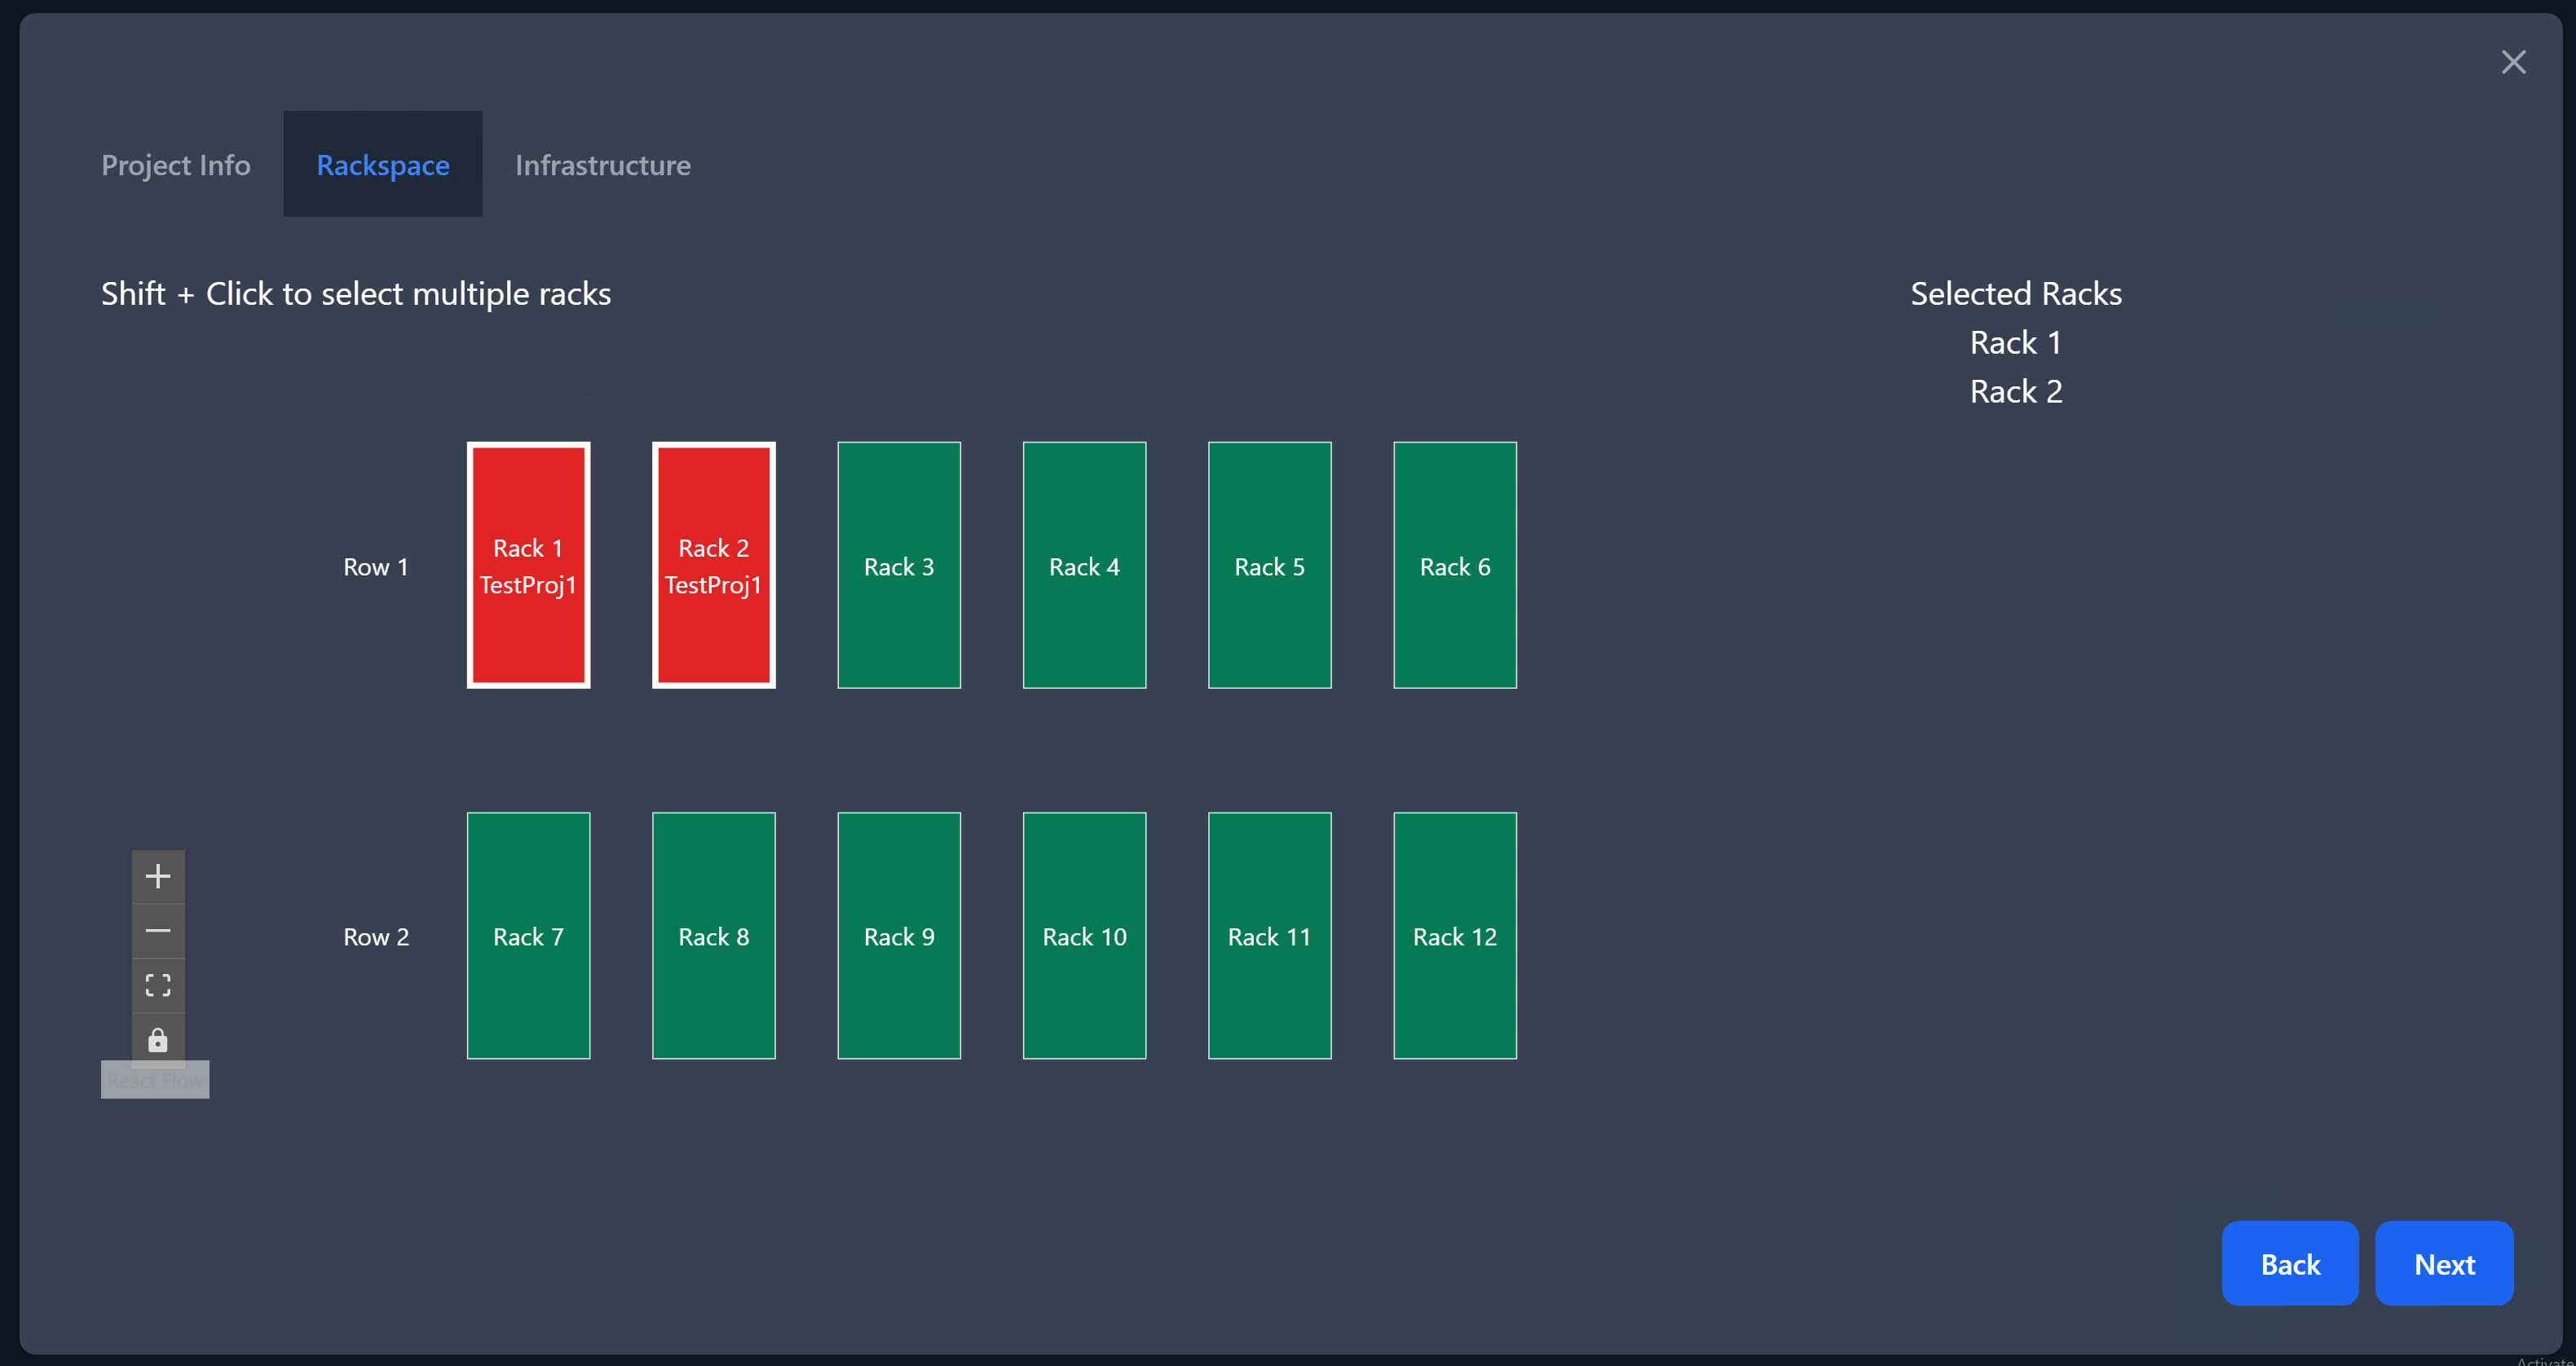 Project Info Rackspace Infrastructure
Shift + Click to select multiple racks
Selected Racks
Rack 1
Rack 2
Row 1
Rack 1
TestProj1
Rack 2
TestProj1
Rack 3
Rack 4
Rack 5
Rack 6
Row 2
Rack 7
Rack 8
Rack 9
Rack 10
Rack 11
Rack 12
React Flow
Back
Next